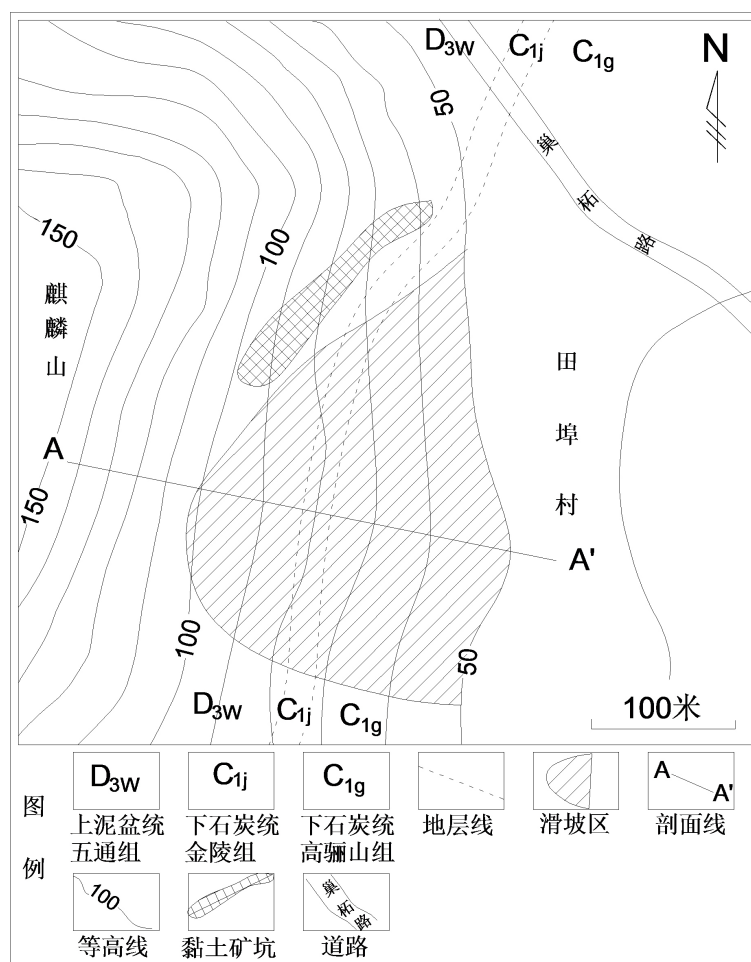 D3W C1j C1g N
50
巢柘路
150
100
麒麟山
田埠村
A
150
A'
100
50
D3W C1j C1g
100米
图例
D3W
上泥盆统
五通组
C1j
下石炭统
金陵组
C1g
下石炭统
高骊山组
地层线
滑坡区
A
A'
剖面线
100
等高线
黏土矿坑
巢柘路
道路